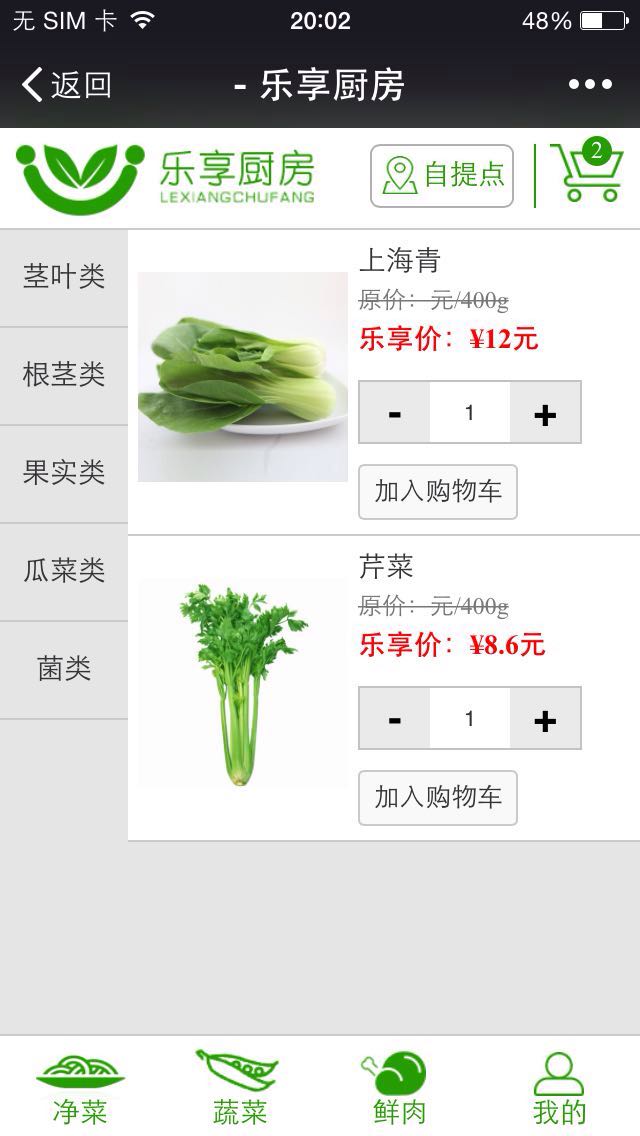 无 SIM 卡
20:02
48%
返回
- 乐享厨房
乐享厨房
LEXIANGCHUFANG
自提点
2
茎叶类
根茎类
果实类
瓜菜类
菌类
上海青
原价：元/400g
乐享价：¥12元
- 1 +
加入购物车
芹菜
原价：元/400g
乐享价：¥8.6元
- 1 +
加入购物车
净菜
蔬菜
鲜肉
我的